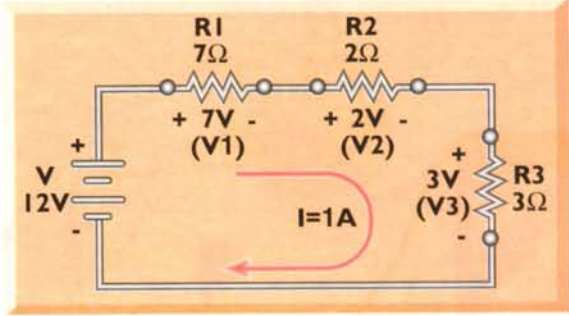 R1
7Ω
R2
2Ω
+ 7V -
(V1)
+ 2V -
(V2)
+
V
12V
-
I=1A
+
3V
(V3)
-
R3
3Ω